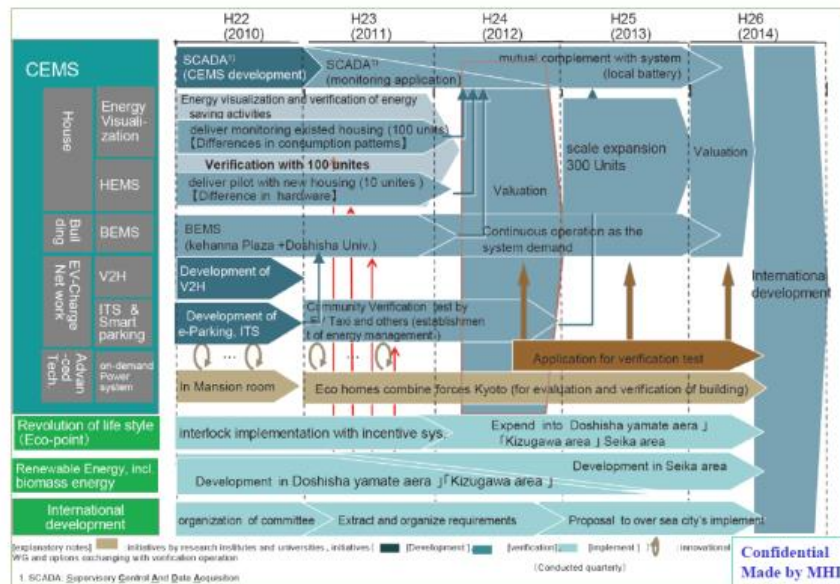 H22
(2010)
H23
(2011)
H24
(2012)
H25
(2013)
H26
(2014)
CEMS
SCADA1)
(CEMS development)
SCADA1)
(monitoring application)
mutual complement with system
(local battery)
House
Energy
Visuali-
zation
Energy visualization and verification of energy
saving activities
deliver monitoring existed housing (100 units)
【Differences in consumption patterns】
Verification with 100 unites
HEMS
deliver pilot with new housing (10 unites )
【Difference in hardware】
Valuation
scale expansion
300 Units
Valuation
Buil
ding
BEMS
BEMS
(kehanna Plaza +Doshisha Univ.)
Continuous operation as the
system demand
EV-Charge
Net work
V2H
Development of
V2H
International
development
ITS &
Smart
parking
Development of
e-Parking, ITS
Community Verification test by
/ Taxi and others (establishment
t of energy management )
Advan
-ced
Tech.
on-demand
Power
system
Application for verification test
In Mansion room
Eco homes combine forces Kyoto (for evaluation and verification of building)
Revolution of life style
(Eco-point)
interlock implementation with incentive sys.
Expend into Doshisha yamate aera 」
「Kizugawa area 」 Seika area
Renewable Energy, incl.
biomass energy
Development in Doshisha yamate aera 」「Kizugawa area 」
Development in Seika area
International
development
organization of committee
Extract and organize requirements
Proposal to over sea city's implement
[explanatory notes] initiatives by research institutes and universities, initiatives [Development] [verification] [Implement] innovational
WG and options exchanging with verification operation
(Conducted quarterly)
1. SCADA: Supervisory Control And Data Acquisition
Confidential
Made by MHI